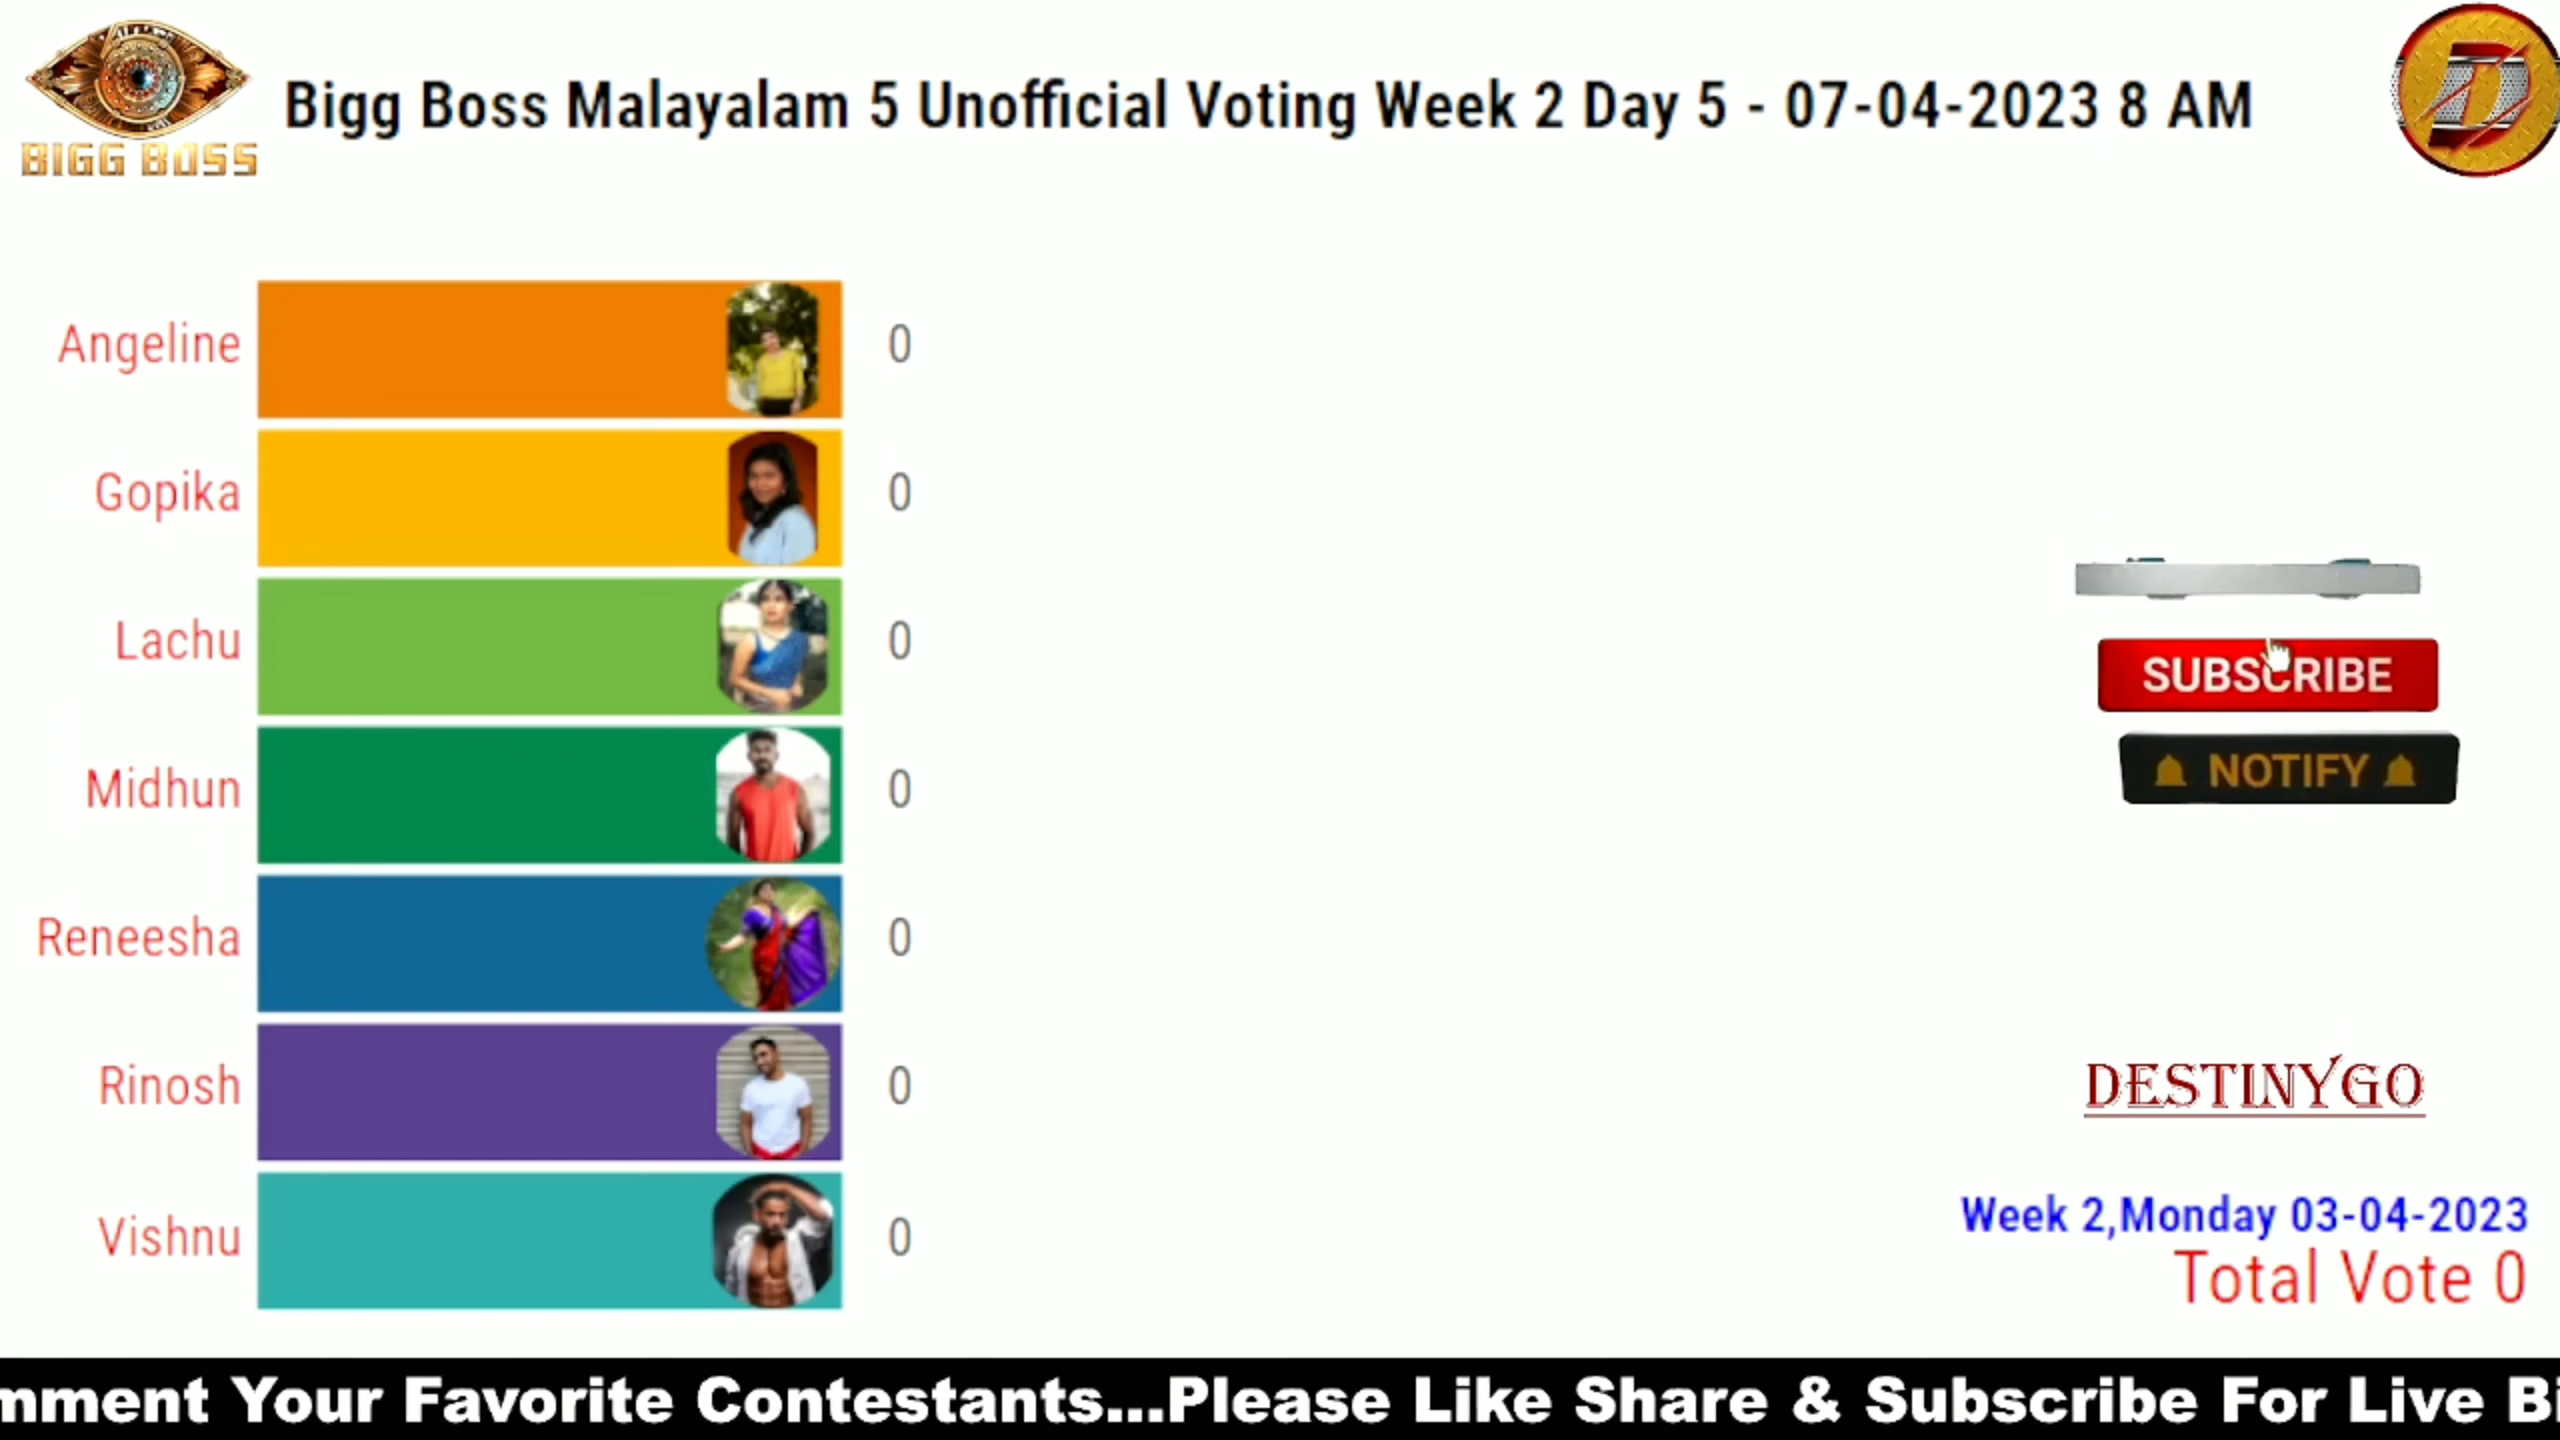 BIGG BOSS
Bigg Boss Malayalam 5 Unofficial Voting Week 2 Day 5 - 07-04-2023 8 AM
D
Angeline 0
Gopika 0
Lachu 0
Midhun 0
Reneesha 0
Rinosh 0
Vishnu 0
SUBSCRIBE
NOTIFY
DESTINYGO
Week 2,Monday 03-04-2023
Total Vote 0
mment Your Favorite Contestants...Please Like Share & Subscribe For Live Bi